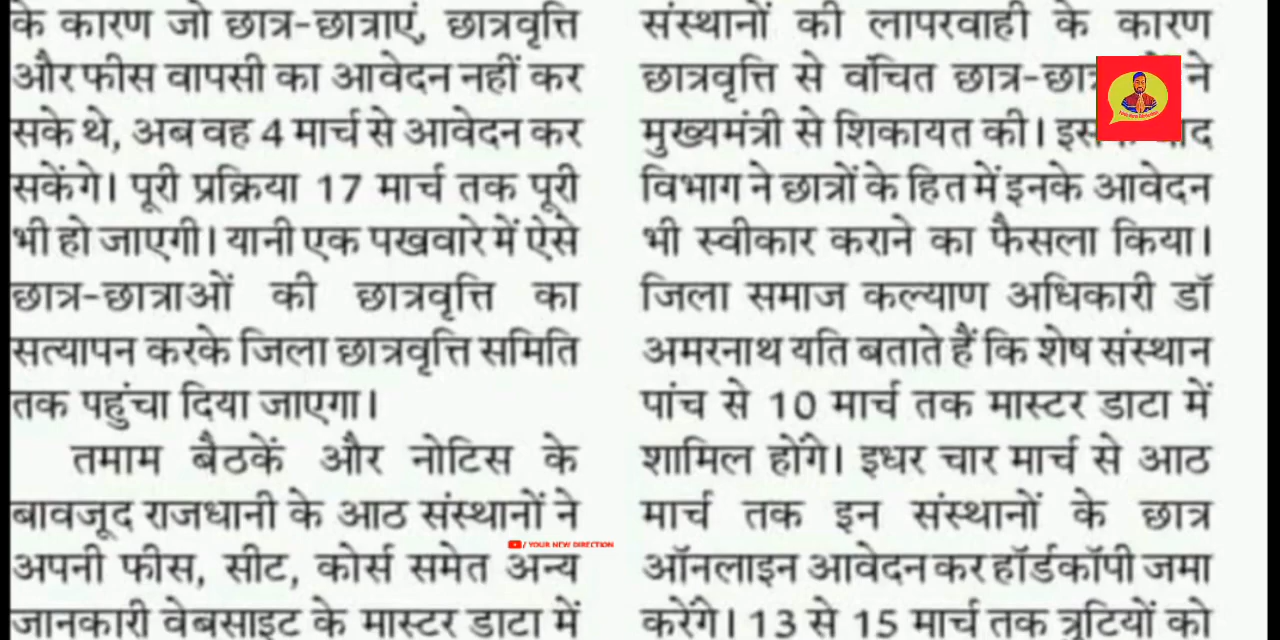 के कारण जो छात्र-छात्राएं, छात्रवृत्ति
और फीस वापसी का आवेदन नहीं कर
सके थे, अब वह 4 मार्च से आवेदन कर
सकेंगे। पूरी प्रक्रिया 17 मार्च तक पूरी
भी हो जाएगी। यानी एक पखवारे में ऐसे
छात्र-छात्राओं की छात्रवृत्ति का
सत्यापन करके जिला छात्रवृत्ति समिति
तक पहुंचा दिया जाएगा।
तमाम बैठकें और नोटिस के
बावजूद राजधानी के आठ संस्थानों ने
अपनी फीस, सीट, कोर्स समेत अन्य
जानकारी वेबसाइट के मास्टर डाटा में
संस्थानों की लापरवाही के कारण
छात्रवृत्ति से वंचित ने
मुख्यमंत्री से शिकायत की।
विभाग ने छात्रों के हित में इनके आवेदन
भी स्वीकार कराने का फैसला किया।
जिला समाज कल्याण अधिकारी डॉ
अमरनाथ यति बताते हैं कि शेष संस्थान
पांच से 10 मार्च तक मास्टर डाटा में
शामिल होंगे। इधर चार मार्च से आठ
मार्च तक इन संस्थानों के छात्र
ऑनलाइन आवेदन कर हॉर्डकॉपी जमा
करेंगे। 13 से 15 मार्च तक त्रुटियों को
/ YOUR NEW DIRECTION